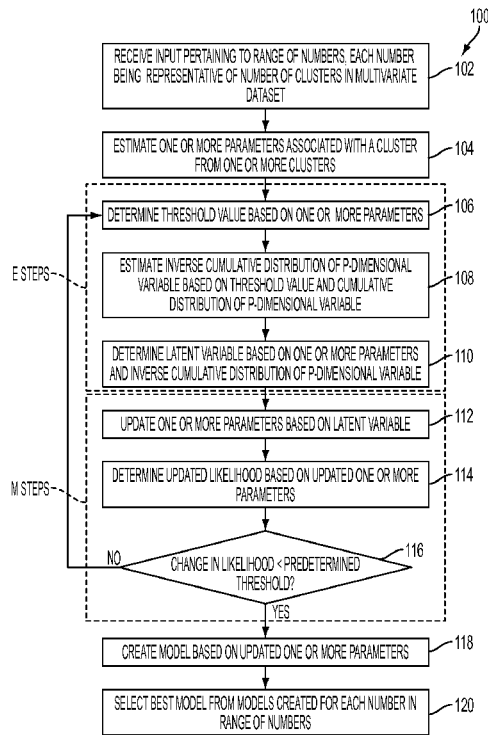 100
RECEIVE INPUT PERTAINING TO RANGE OF NUMBERS, EACH NUMBER
BEING REPRESENTATIVE OF NUMBER OF CLUSTERS IN MULTIVARIATE
DATASET
102
ESTIMATE ONE OR MORE PARAMETERS ASSOCIATED WITH A CLUSTER
FROM ONE OR MORE CLUSTERS
104
DETERMINE THRESHOLD VALUE BASED ON ONE OR MORE PARAMETERS
106
E STEPS
ESTIMATE INVERSE CUMULATIVE DISTRIBUTION OF P-DIMENSIONAL
VARIABLE BASED ON THRESHOLD VALUE AND CUMULATIVE
DISTRIBUTION OF P-DIMENSIONAL VARIABLE
108
DETERMINE LATENT VARIABLE BASED ON ONE OR MORE PARAMETERS
AND INVERSE CUMULATIVE DISTRIBUTION OF P-DIMENSIONAL VARIABLE
110
UPDATE ONE OR MORE PARAMETERS BASED ON LATENT VARIABLE
112
M STEPS
DETERMINE UPDATED LIKELIHOOD BASED ON UPDATED ONE OR MORE
PARAMETERS
114
NO
CHANGE IN LIKELIHOOD < PREDETERMINED
THRESHOLD?
116
YES
CREATE MODEL BASED ON UPDATED ONE OR MORE PARAMETERS
118
SELECT BEST MODEL FROM MODELS CREATED FOR EACH NUMBER IN
RANGE OF NUMBERS
120